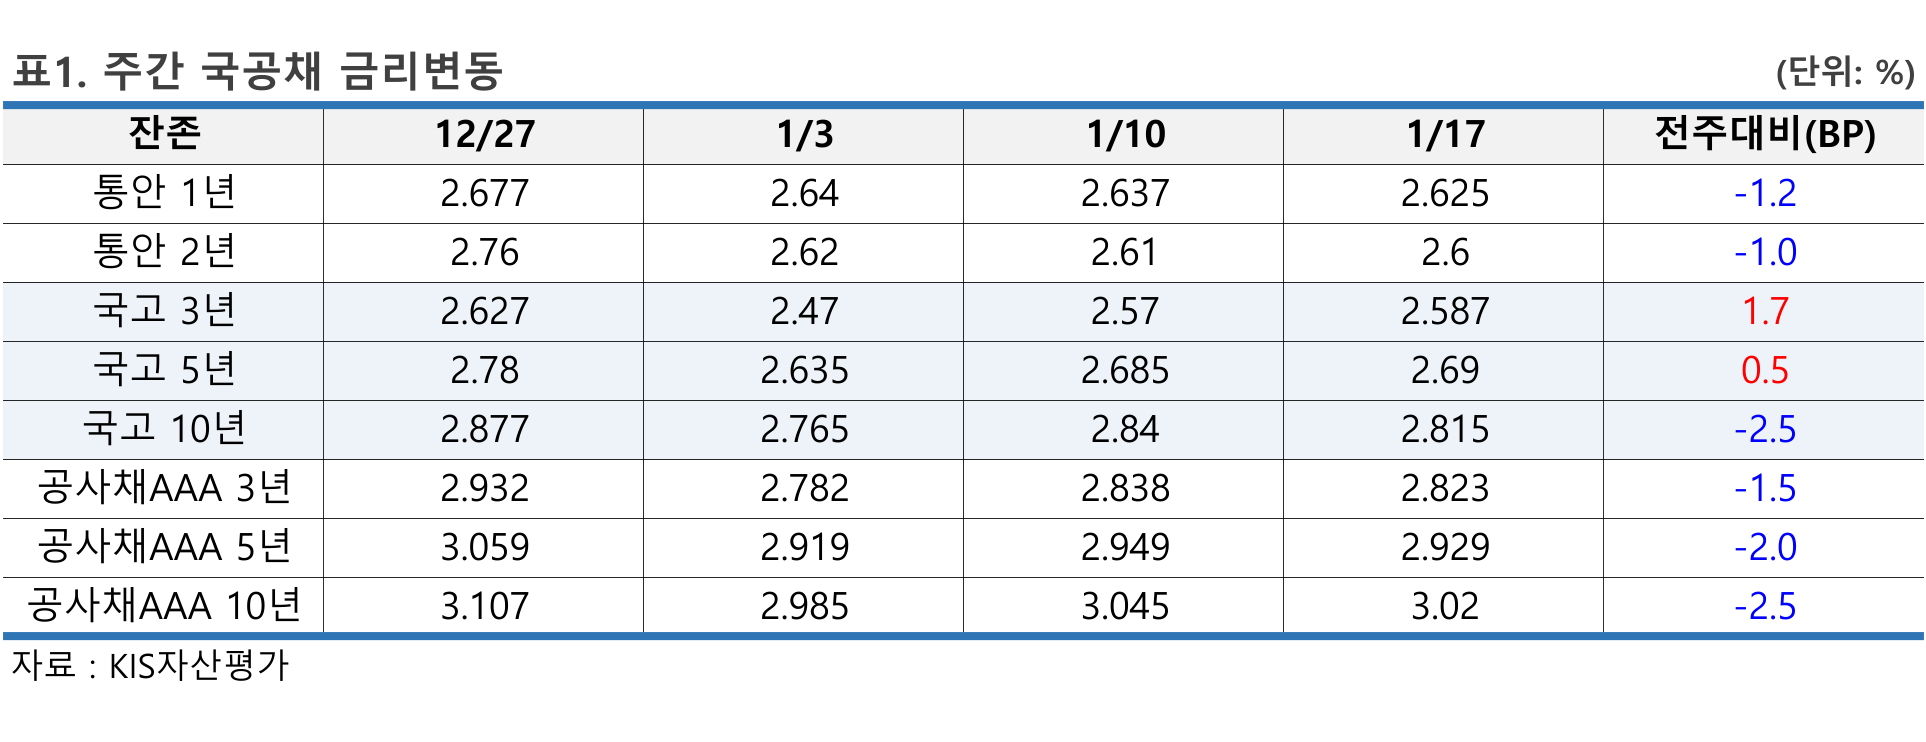 표1. 주간 국공채 금리변동 (단위: %)
잔존 12/27 1/3 1/10 1/17 전주대비(BP)
통안 1년 2.677 2.64 2.637 2.625 -1.2
통안 2년 2.76 2.62 2.61 2.6 -1.0
국고 3년 2.627 2.47 2.57 2.587 1.7
국고 5년 2.78 2.635 2.685 2.69 0.5
국고 10년 2.877 2.765 2.84 2.815 -2.5
공사채AAA 3년 2.932 2.782 2.838 2.823 -1.5
공사채AAA 5년 3.059 2.919 2.949 2.929 -2.0
공사채AAA 10년 3.107 2.985 3.045 3.02 -2.5
자료 : KIS자산평가